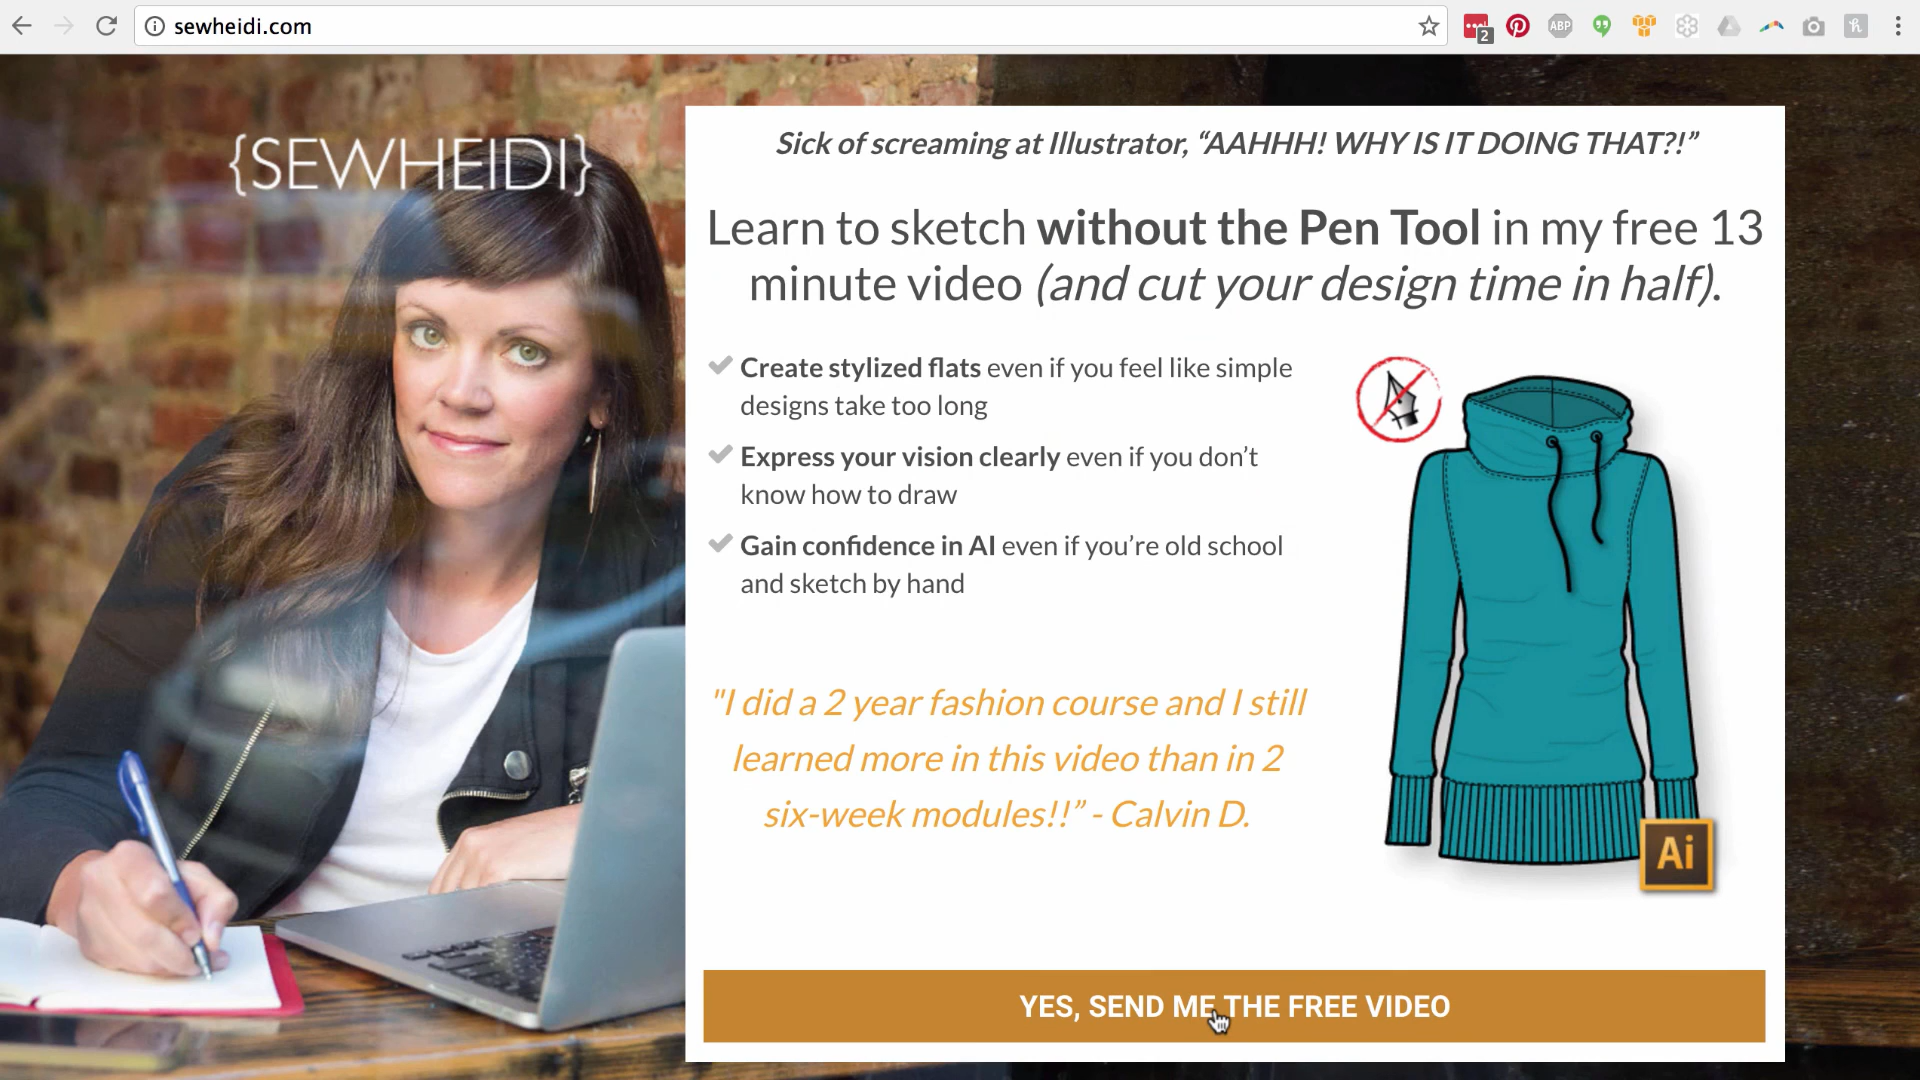 sewheidi.com
2
ABP
{SEWHEIDI}
Sick of screaming at Illustrator, “AAHHH! WHY IS IT DOING THAT?!”
Learn to sketch without the Pen Tool in my free 13
minute video (and cut your design time in half).
Create stylized flats even if you feel like simple
designs take too long
Express your vision clearly even if you don’t
know how to draw
Gain confidence in AI even if you’re old school
and sketch by hand
"I did a 2 year fashion course and I still
learned more in this video than in 2
six-week modules!!” - Calvin D.
Ai
YES, SEND ME THE FREE VIDEO